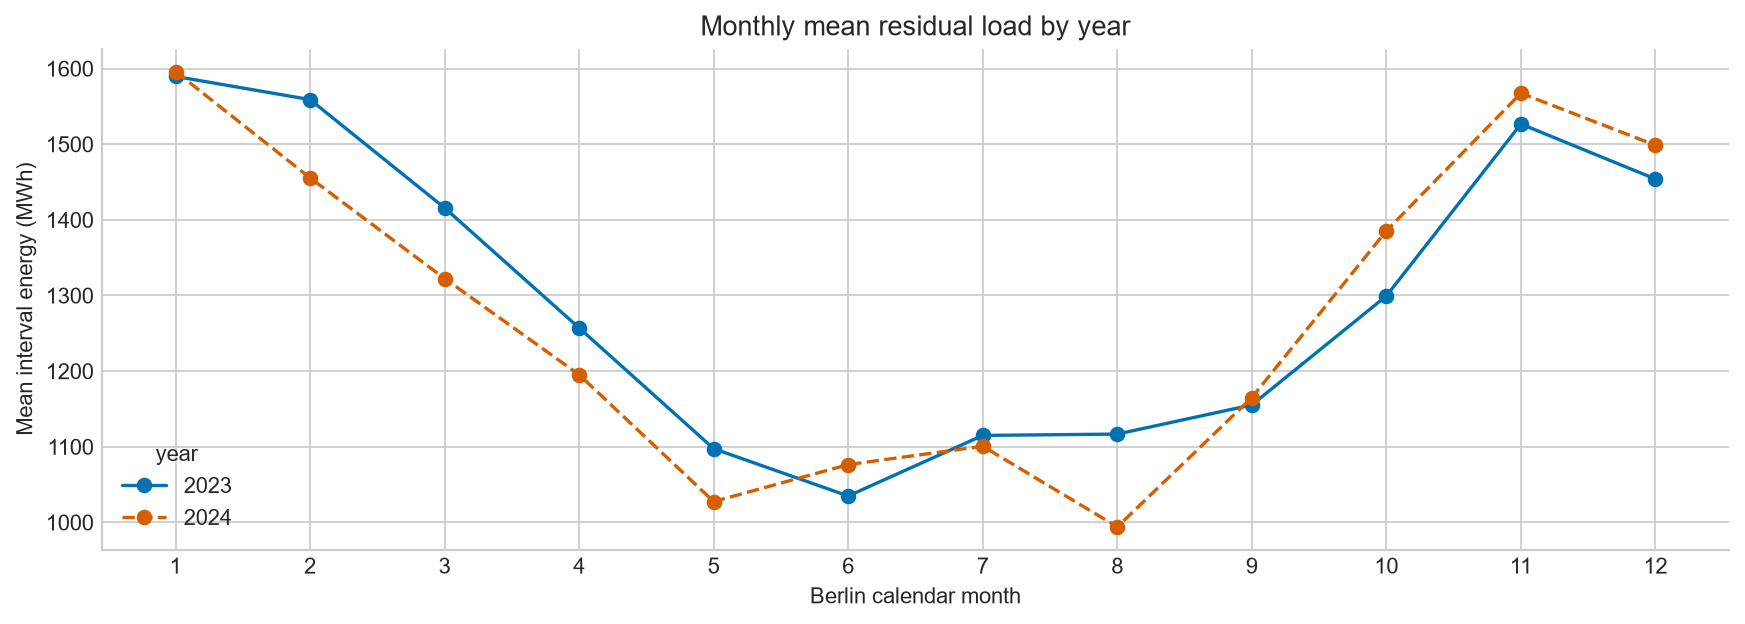 Monthly mean residual load by year
Mean interval energy (MWh)
1600
1500
1400
1300
1200
1100
1000
year
2023
2024
1 2 3 4 5 6 7 8 9 10 11 12
Berlin calendar month